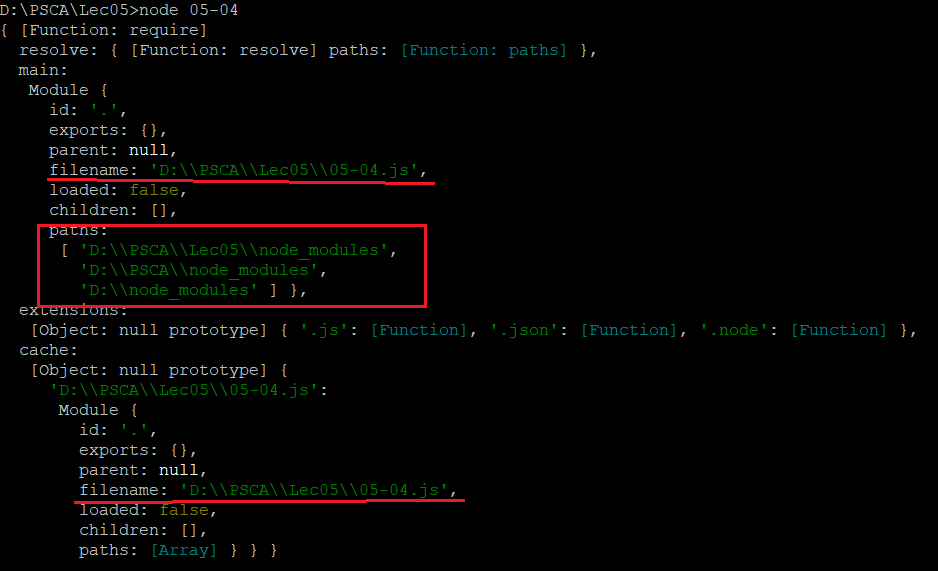 D:\PSCA\Lec05>node 05-04
{ [Function: require]
  resolve: { [Function: resolve] paths: [Function: paths] },
  main:
   Module {
     id: '.',
     exports: {},
     parent: null,
     filename: 'D:\\PSCA\\Lec05\\05-04.js',
     loaded: false,
     children: [],
     paths:
      [ 'D:\\PSCA\\Lec05\\node_modules',
        'D:\\PSCA\\node_modules',
        'D:\\node_modules' ] },
  extensions:
   [Object: null prototype] { '.js': [Function], '.json': [Function], '.node': [Function] },
  cache:
   [Object: null prototype] {
     'D:\\PSCA\\Lec05\\05-04.js':
      Module {
        id: '.',
        exports: {},
        parent: null,
        filename: 'D:\\PSCA\\Lec05\\05-04.js',
        loaded: false,
        children: [],
        paths: [Array] } } }